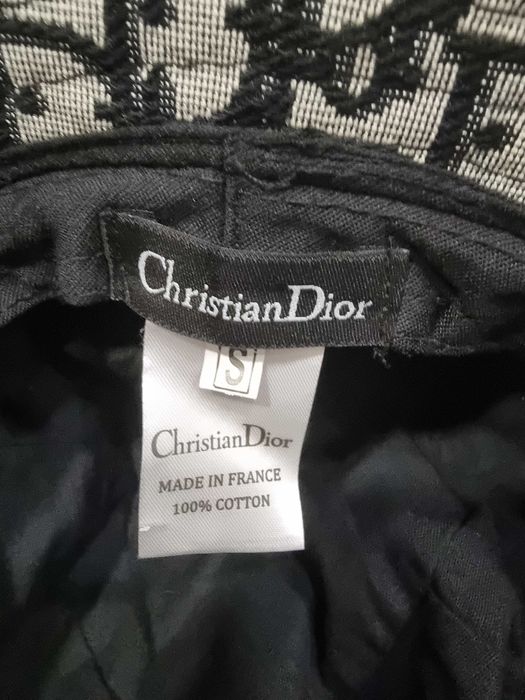 ChristianDior
S
ChristianDior
MADE IN FRANCE
100% COTTON